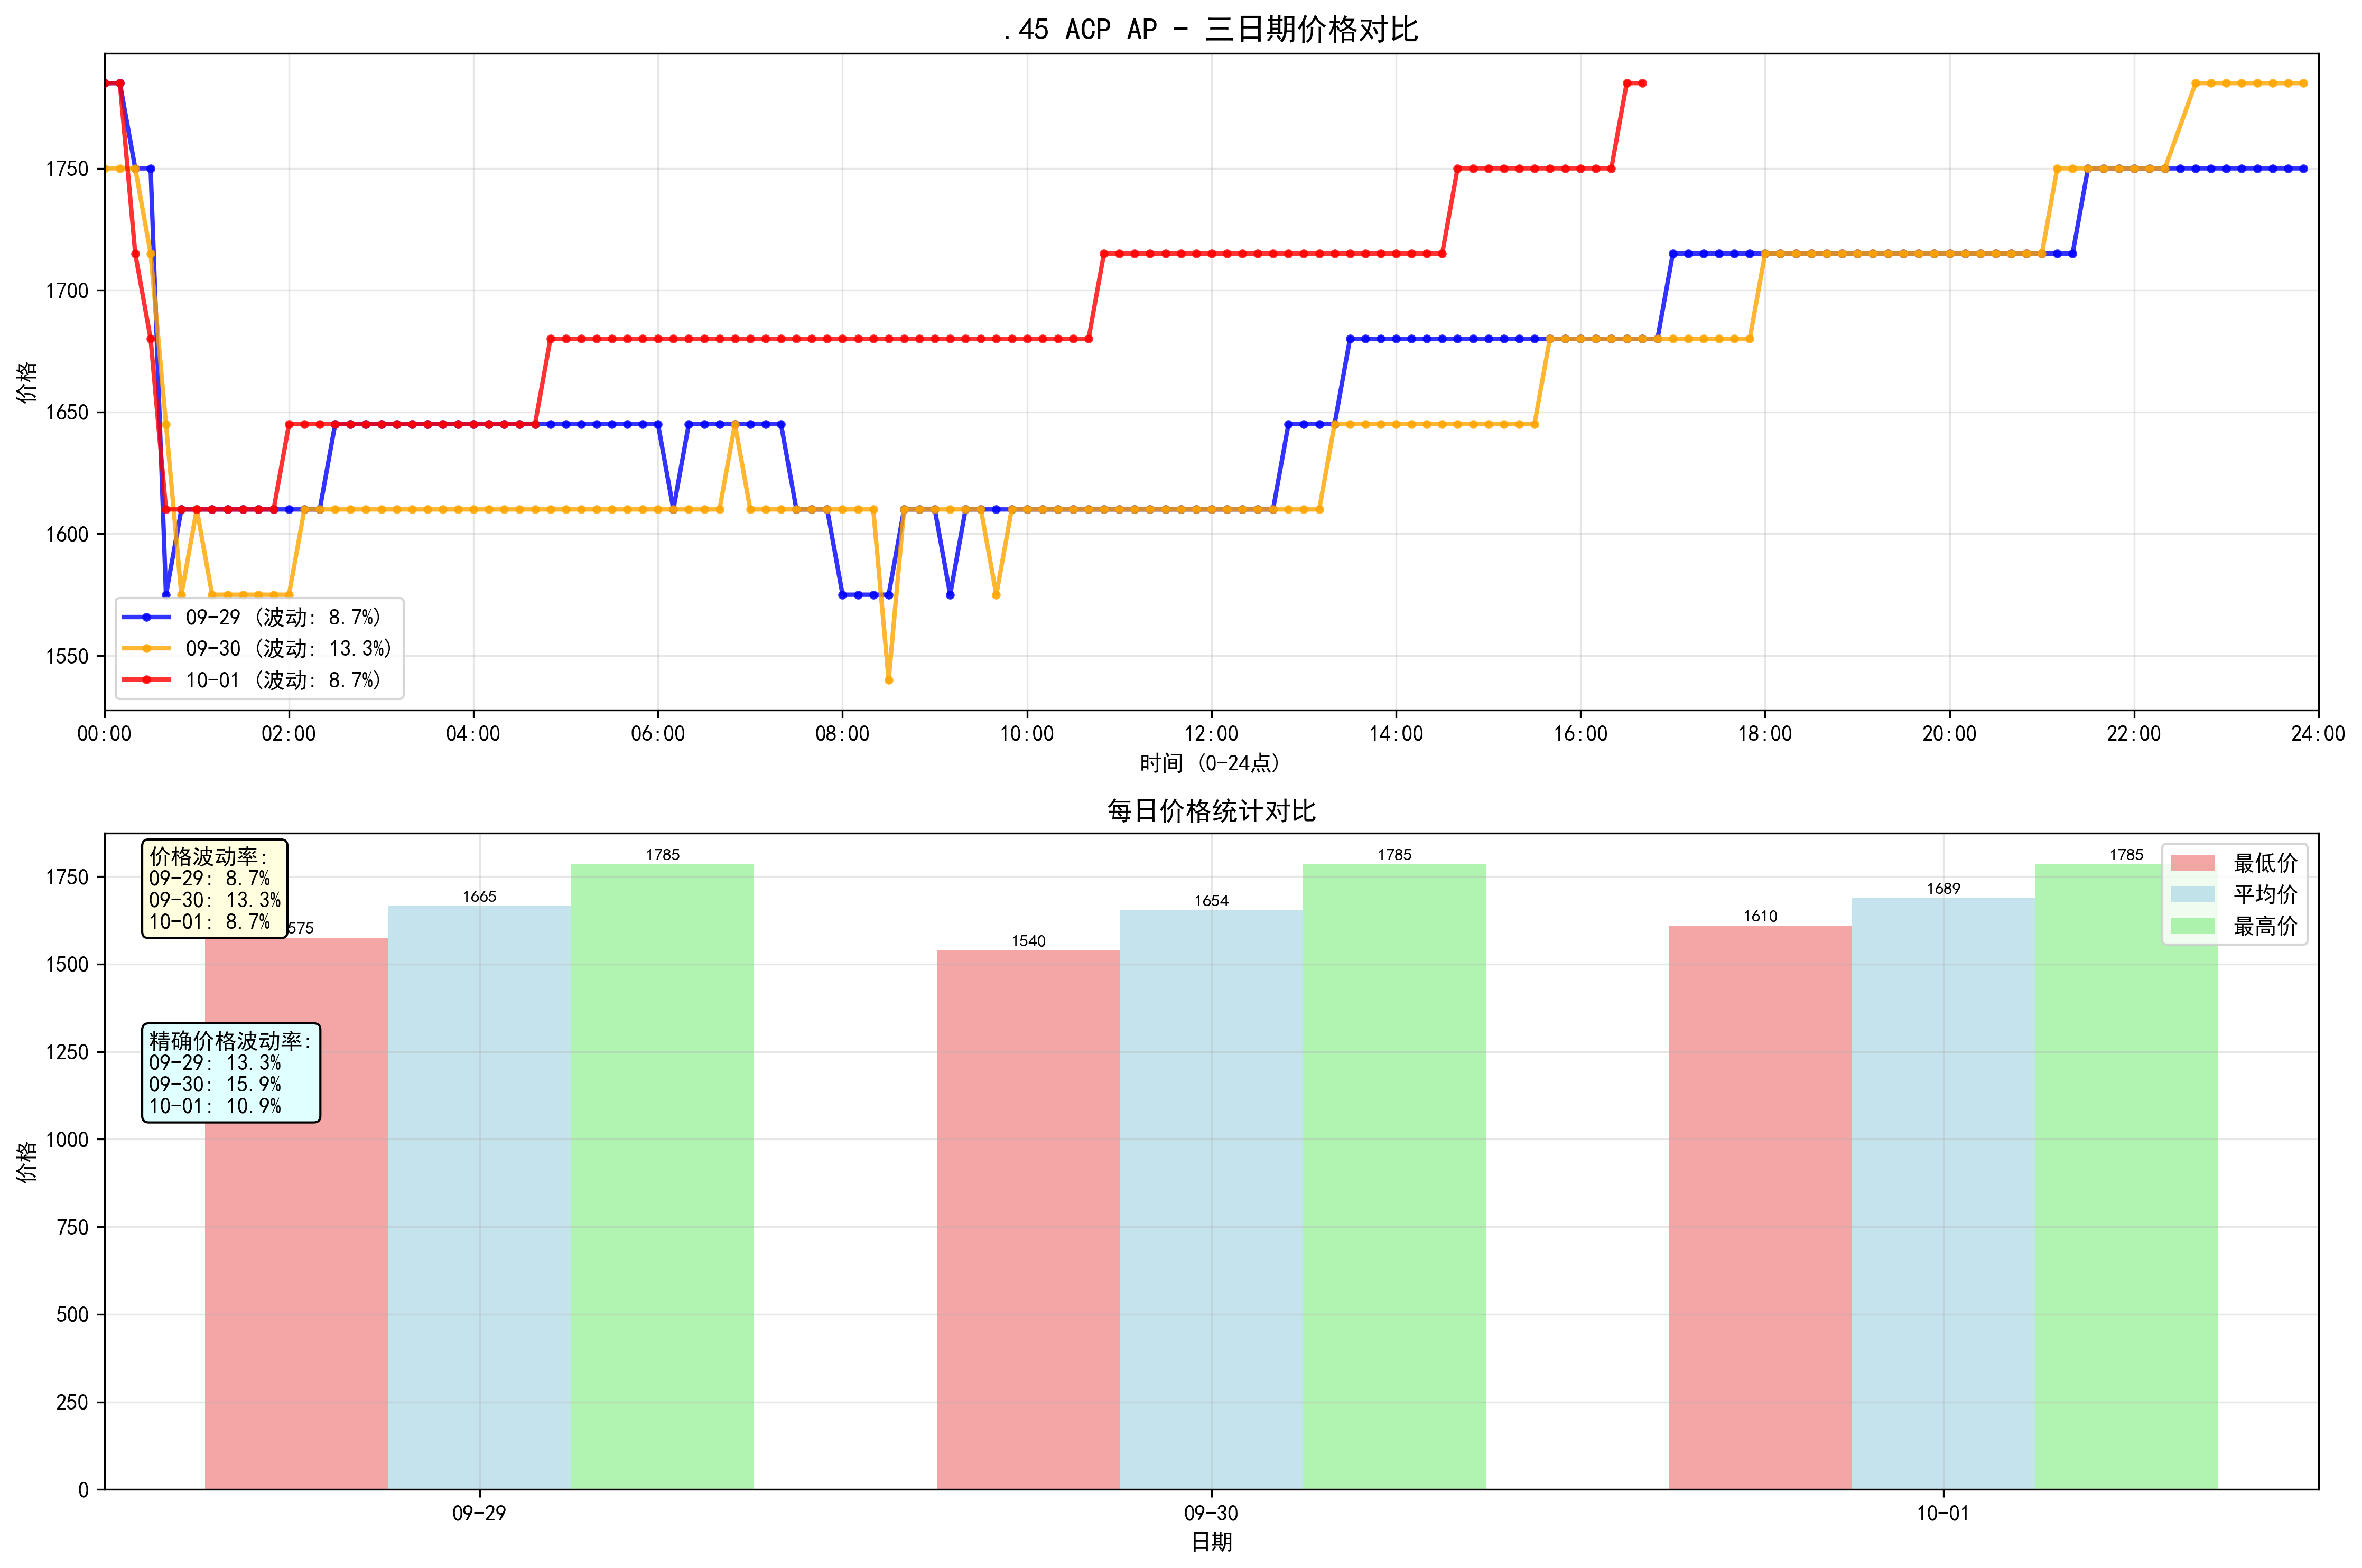 .45 ACP AP - 三日期价格对比
价格
1750
1700
1650
1600
1550
09-29 (波动: 8.7%)
09-30 (波动: 13.3%)
10-01 (波动: 8.7%)
00:00 02:00 04:00 06:00 08:00 10:00 12:00 14:00 16:00 18:00 20:00 22:00 24:00
时间 (0-24点)
每日价格统计对比
价格
1750
1500
1250
1000
750
500
250
0
价格波动率:
09-29: 8.7%
09-30: 13.3%
10-01: 8.7%
精确价格波动率:
09-29: 13.3%
09-30: 15.9%
10-01: 10.9%
575 1665 1785
1540 1654 1785
1610 1689 1785
最低价
平均价
最高价
09-29 09-30 10-01
日期